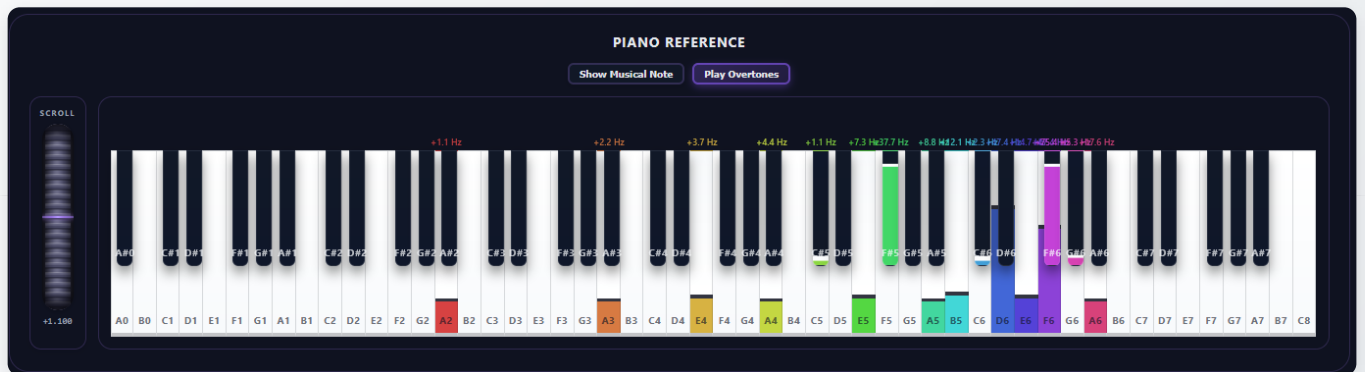 PIANO REFERENCE
Show Musical Note Play Overtones
SCROLL
+1.1 Hz +2.2 Hz +3.7 Hz +4.4 Hz +1.1 Hz +7.3 Hz +37.7 Hz +8.8 Hz
A#0 C#1 D#1 F#1 G#1 A#1 C#2 D#2 F#2 G#2 A#2 C#3 D#3 F#3 G#3 A#3 C#4 D#4 F#4 G#4 A#4 C#5 D#5 F#5 G#5 A#5 C#6 D#6 F#6 G#6 A#6 C#7 D#7 F#7 G#7 A#7
+1.100 A0 B0 C1 D1 E1 F1 G1 A1 B1 C2 D2 E2 F2 G2 A2 B2 C3 D3 E3 F3 G3 A3 B3 C4 D4 E4 F4 G4 A4 B4 C5 D5 E5 F5 G5 A5 B5 C6 D6 E6 F6 G6 A6 B6 C7 D7 E7 F7 G7 A7 B7 C8